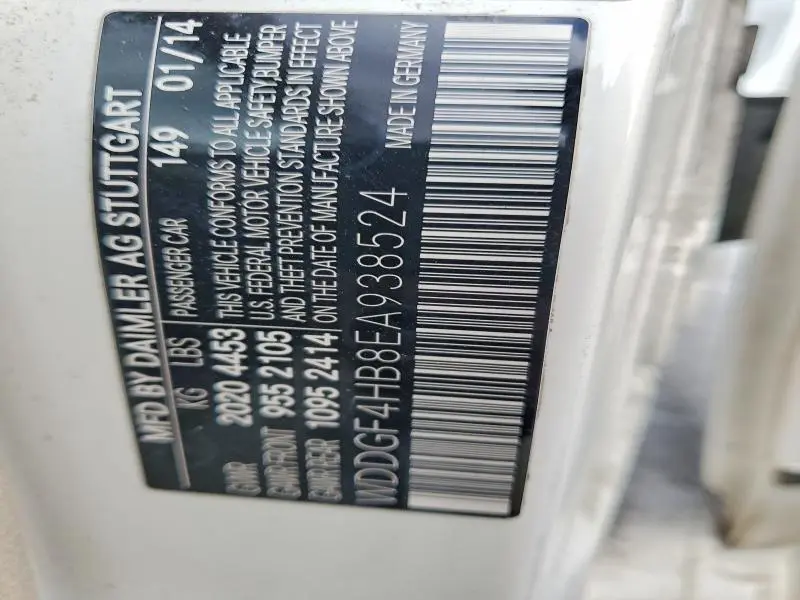 MFD BY DAIMLER AG STUTTGART
149 01/14
KG LBS PASSENGER CAR
GVWR 2020 4453 THIS VEHICLE CONFORMS TO ALL APPLICABLE
GAWR FRONT 955 2105 U.S. FEDERAL MOTOR VEHICLE SAFETY, BUMPER
AND THEFT PREVENTION STANDARDS IN EFFECT
GAWR REAR 1095 2414 ON THE DATE OF MANUFACTURE SHOWN ABOVE
WDDGF4HB8EA938524 MADE IN GERMANY